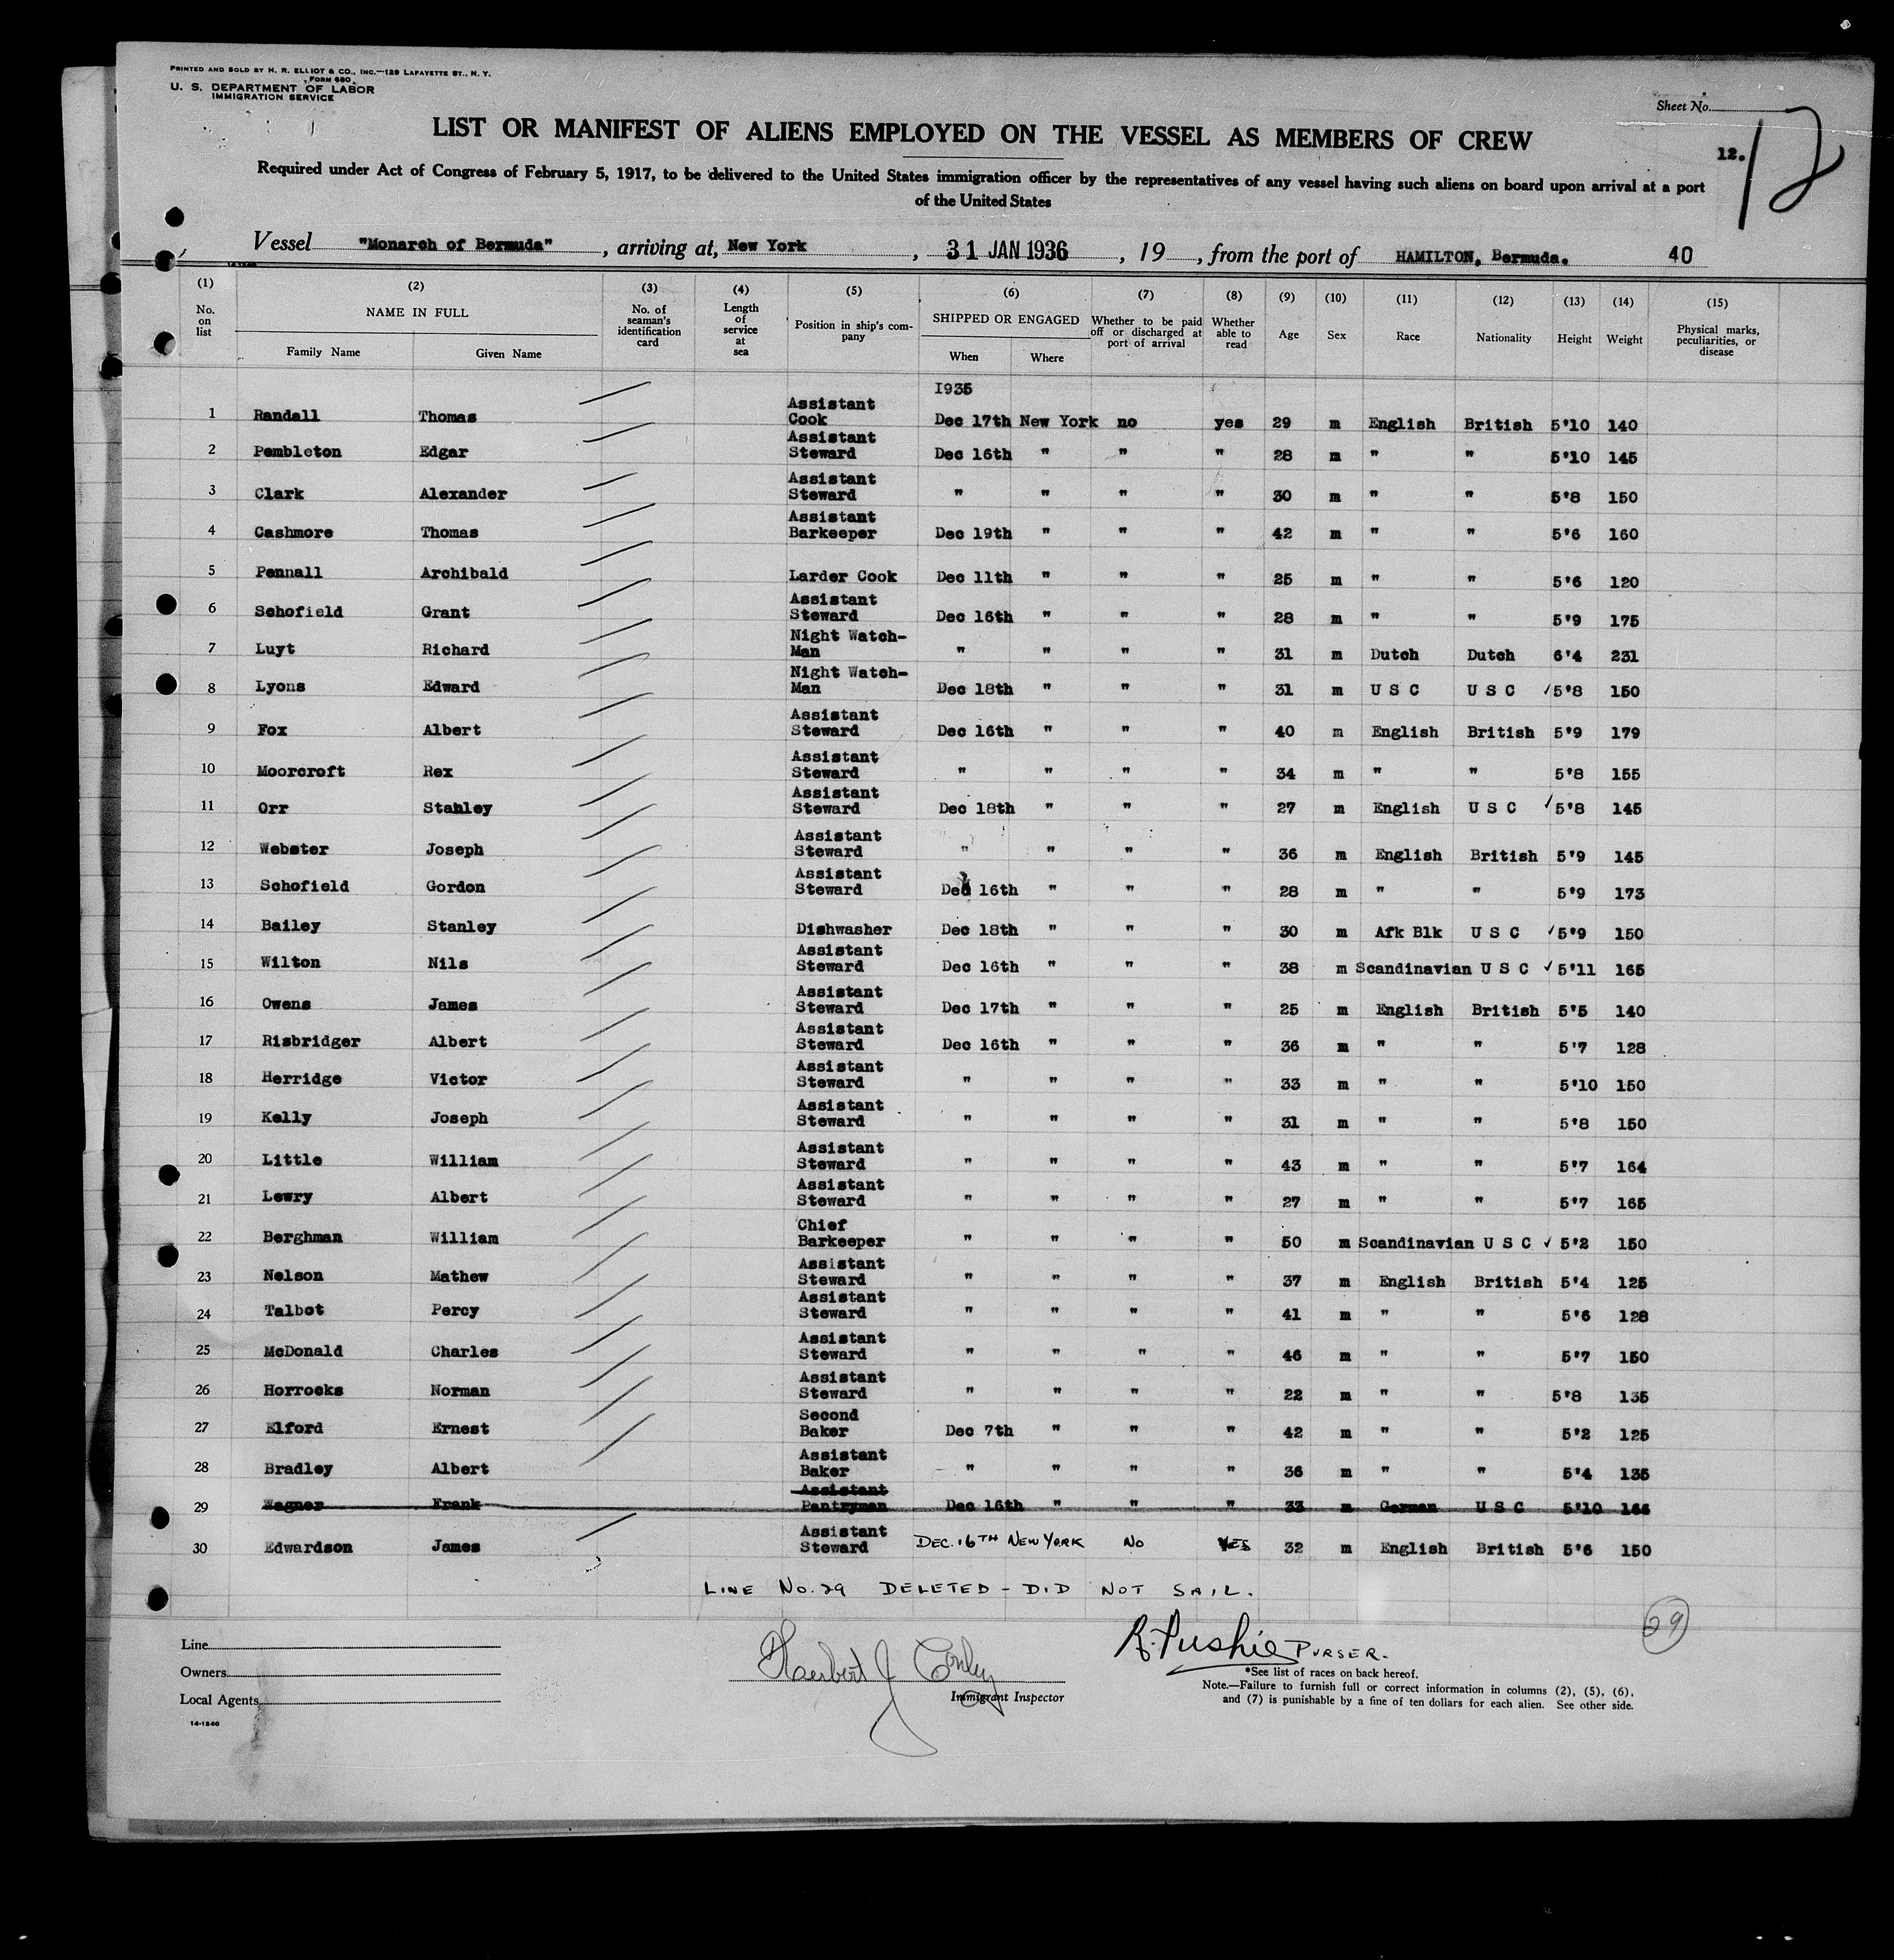 PRINTED AND SOLD BY H. R. ELLIOT & CO., INC.—129 LAFAYETTE ST., N. Y.
FORM 680
U. S. DEPARTMENT OF LABOR
IMMIGRATION SERVICE
Sheet No.
LIST OR MANIFEST OF ALIENS EMPLOYED ON THE VESSEL AS MEMBERS OF CREW
12. 12
Required under Act of Congress of February 5, 1917, to be delivered to the United States immigration officer by the representatives of any vessel having such aliens on board upon arrival at a port
of the United States
Vessel "Monarch of Bermuda", arriving at, New York, 31 JAN 1936, 19, from the port of HAMILTON, Bermuda. 40
(1) (2) (3) (4) (5) (6) (7) (8) (9) (10) (11) (12) (13) (14) (15)
No. on list NAME IN FULL Family Name Given Name No. of seaman's identification card Length of service at sea Position in ship's company SHIPPED OR ENGAGED When Where Whether to be paid off or discharged at port of arrival Whether able to read Age Sex Race Nationality Height Weight Physical marks, peculiarities, or disease
1935
1 Randall Thomas Assistant Cook Dec 17th New York no yes 29 m English British 5'10 140
2 Pembleton Edgar Assistant Steward Dec 16th " " " 28 m " " 5'10 145
3 Clark Alexander Assistant Steward " " " " 30 m " " 5'8 150
4 Cashmore Thomas Assistant Barkeeper Dec 19th " " " 42 m " " 5'6 160
5 Pennall Archibald Larder Cook Dec 11th " " " 25 m " " 5'6 120
6 Schofield Grant Assistant Steward Dec 16th " " " 28 m " " 5'9 175
7 Luyt Richard Night Watch-Man " " " " 31 m Dutch Dutch 6'4 231
8 Lyons Edward Night Watch-Man Dec 18th " " " 31 m U S C U S C ✓ 5'8 150
9 Fox Albert Assistant Steward Dec 16th " " " 40 m English British 5'9 179
10 Moorcroft Rex Assistant Steward " " " " 34 m " " 5'8 155
11 Orr Stanley Assistant Steward Dec 18th " " " 27 m English U S C ✓ 5'8 145
12 Webster Joseph Assistant Steward " " " " 36 m English British 5'9 145
13 Schofield Gordon Assistant Steward Dec 16th " " " 28 m " " 5'9 173
14 Bailey Stanley Dishwasher Dec 18th " " " 30 m Afk Blk U S C ✓ 5'9 150
15 Wilton Nils Assistant Steward Dec 16th " " " 38 m Scandinavian U S C ✓ 5'11 165
16 Owens James Assistant Steward Dec 17th " " " 25 m English British 5'5 140
17 Risbridger Albert Assistant Steward Dec 16th " " " 36 m " " 5'7 128
18 Herridge Victor Assistant Steward " " " " 33 m " " 5'10 150
19 Kelly Joseph Assistant Steward " " " " 31 m " " 5'8 150
20 Little William Assistant Steward " " " " 43 m " " 5'7 164
21 Lowry Albert Assistant Steward " " " " 27 m " " 5'7 165
22 Berghman William Chief Barkeeper " " " " 50 m Scandinavian U S C ✓ 5'2 150
23 Nelson Mathew Assistant Steward " " " " 37 m English British 5'4 125
24 Talbot Percy Assistant Steward " " " " 41 m " " 5'6 128
25 McDonald Charles Assistant Steward " " " " 46 m " " 5'7 150
26 Horrocks Norman Assistant Steward " " " " 22 m " " 5'8 135
27 Elford Ernest Second Baker Dec 7th " " " 42 m " " 5'2 125
28 Bradley Albert Assistant Baker " " " " 36 m " " 5'4 135
29 Wagner Frank Assistant Pantryman Dec 16th " " " 33 m German U S C 5'10 166
30 Edwardson James Assistant Steward DEC. 16TH NEW YORK NO YES 32 m English British 5'6 150
LINE NO. 29 DELETED - DID NOT SAIL.
29
Line
Owners
Local Agents
14-1240
Herbert J Conley
Immigrant Inspector
R. Pushie PURSER.
*See list of races on back hereof.
Note.—Failure to furnish full or correct information in columns (2), (5), (6),
and (7) is punishable by a fine of ten dollars for each alien. See other side.